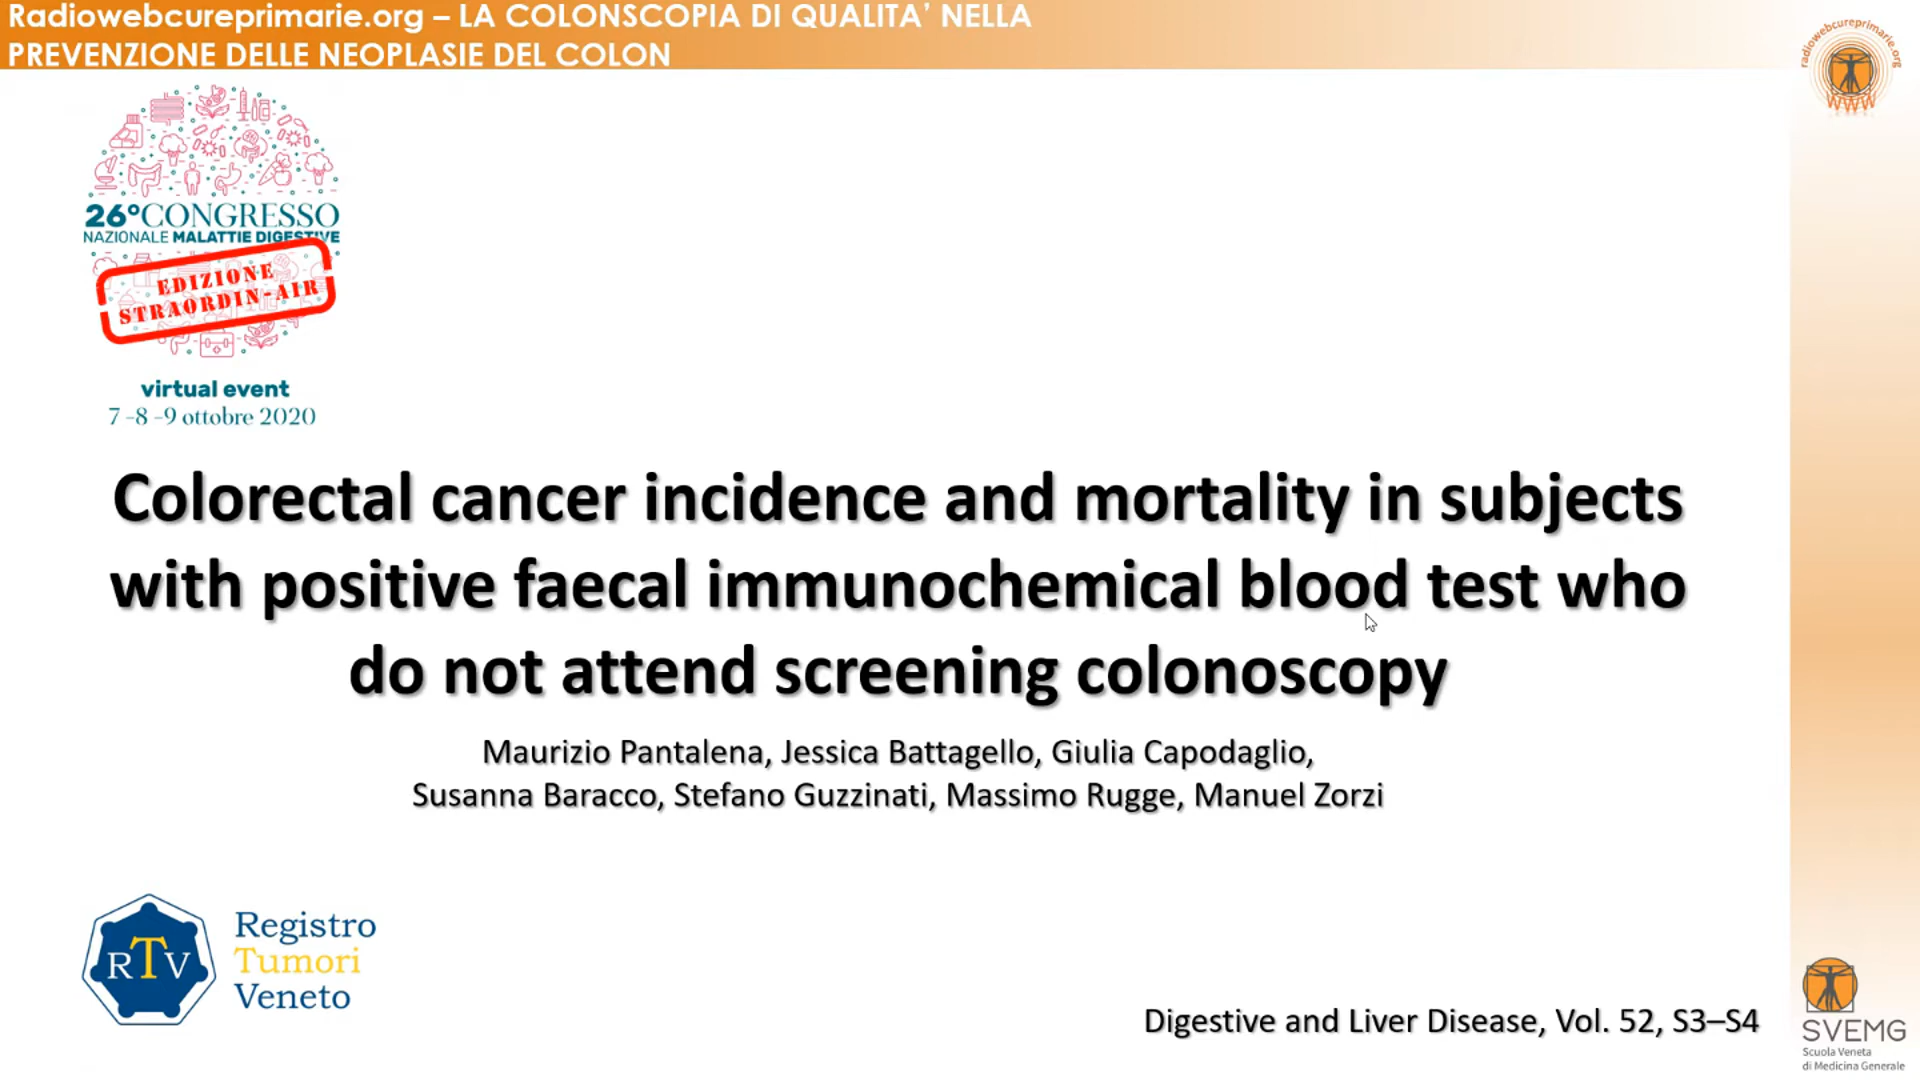 Radiowebcureprimarie.org – LA COLONSCOPIA DI QUALITA’ NELLA
PREVENZIONE DELLE NEOPLASIE DEL COLON
radiowebcureprimarie.org
WWW
26°CONGRESSO
NAZIONALE MALATTIE DIGESTIVE
EDIZIONE
STRAORDIN-AIR
virtual event
7-8-9 ottobre 2020
Colorectal cancer incidence and mortality in subjects
with positive faecal immunochemical blood test who
do not attend screening colonoscopy
Maurizio Pantalena, Jessica Battagello, Giulia Capodaglio,
Susanna Baracco, Stefano Guzzinati, Massimo Rugge, Manuel Zorzi
RTV
Registro
Tumori
Veneto
Digestive and Liver Disease, Vol. 52, S3–S4
SVEMG
Scuola Veneta
di Medicina Generale